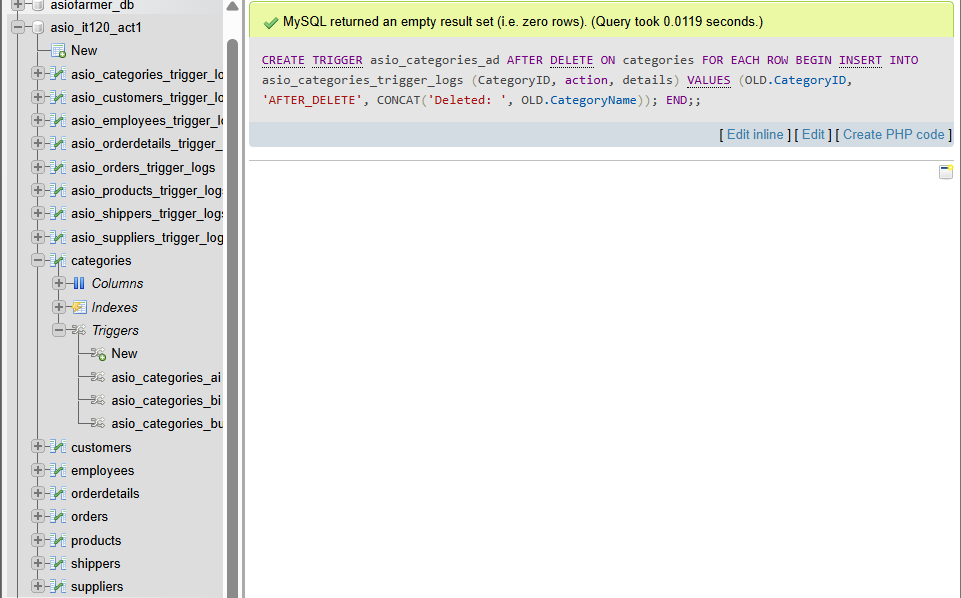 asiofarmer_db
asio_it120_act1
New
asio_categories_trigger_lo
asio_customers_trigger_lo
asio_employees_trigger_l
asio_orderdetails_trigger_
asio_orders_trigger_logs
asio_products_trigger_log
asio_shippers_trigger_logs
asio_suppliers_trigger_log
categories
Columns
Indexes
Triggers
New
asio_categories_ai
asio_categories_bi
asio_categories_bu
customers
employees
orderdetails
orders
products
shippers
suppliers
MySQL returned an empty result set (i.e. zero rows). (Query took 0.0119 seconds.)
CREATE TRIGGER asio_categories_ad AFTER DELETE ON categories FOR EACH ROW BEGIN INSERT INTO
asio_categories_trigger_logs (CategoryID, action, details) VALUES (OLD.CategoryID,
'AFTER_DELETE', CONCAT('Deleted: ', OLD.CategoryName)); END;;
[ Edit inline ] [ Edit ] [ Create PHP code ]